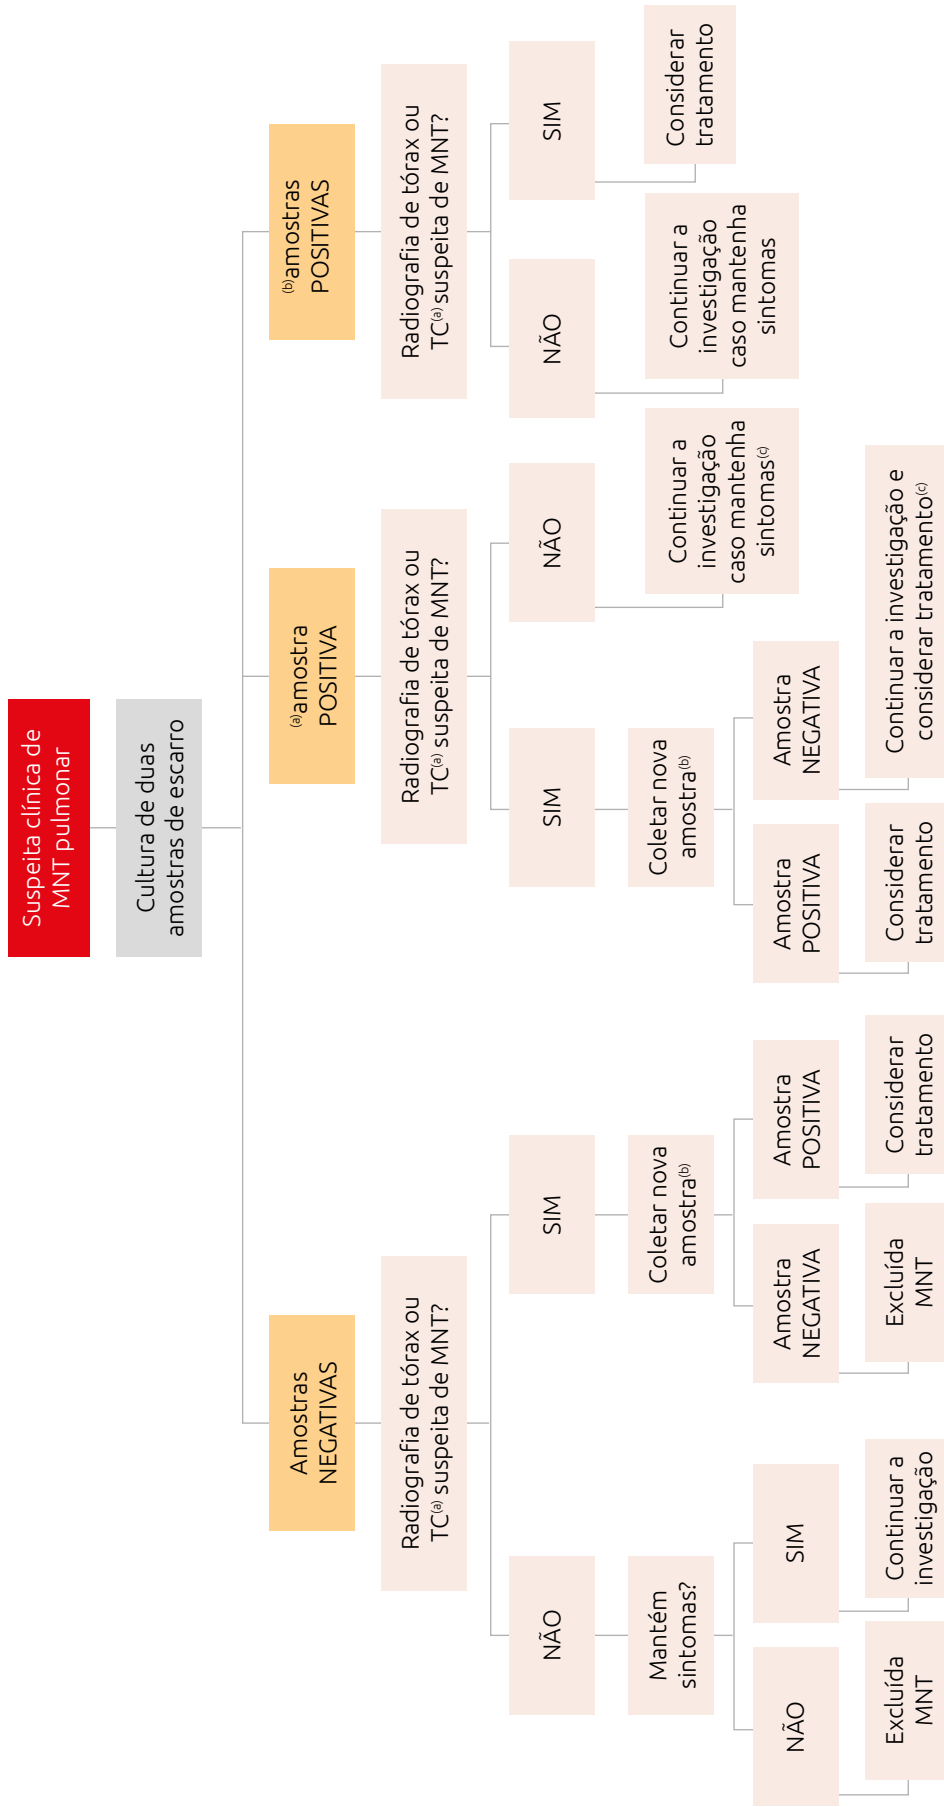 Suspeita clínica de
MNT pulmonar
Cultura de duas
amostras de escarro
Amostras
NEGATIVAS
(a)amostra
POSITIVA
(b)amostras
POSITIVAS
Radiografia de tórax ou
TC(a) suspeita de MNT?
Radiografia de tórax ou
TC(a) suspeita de MNT?
Radiografia de tórax ou
TC(a) suspeita de MNT?
NÃO
SIM
SIM
NÃO
NÃO
SIM
Mantém
sintomas?
Coletar nova
amostra(b)
Coletar nova
amostra(b)
Continuar a
investigação
caso mantenha
sintomas(c)
Continuar a
investigação
caso mantenha
sintomas
Considerar
tratamento
NÃO
SIM
Amostra
NEGATIVA
Amostra
POSITIVA
Amostra
POSITIVA
Amostra
NEGATIVA
Excluída
MNT
Continuar a
investigação
Excluída
MNT
Considerar
tratamento
Considerar
tratamento
Continuar a investigação e
considerar tratamento(c)